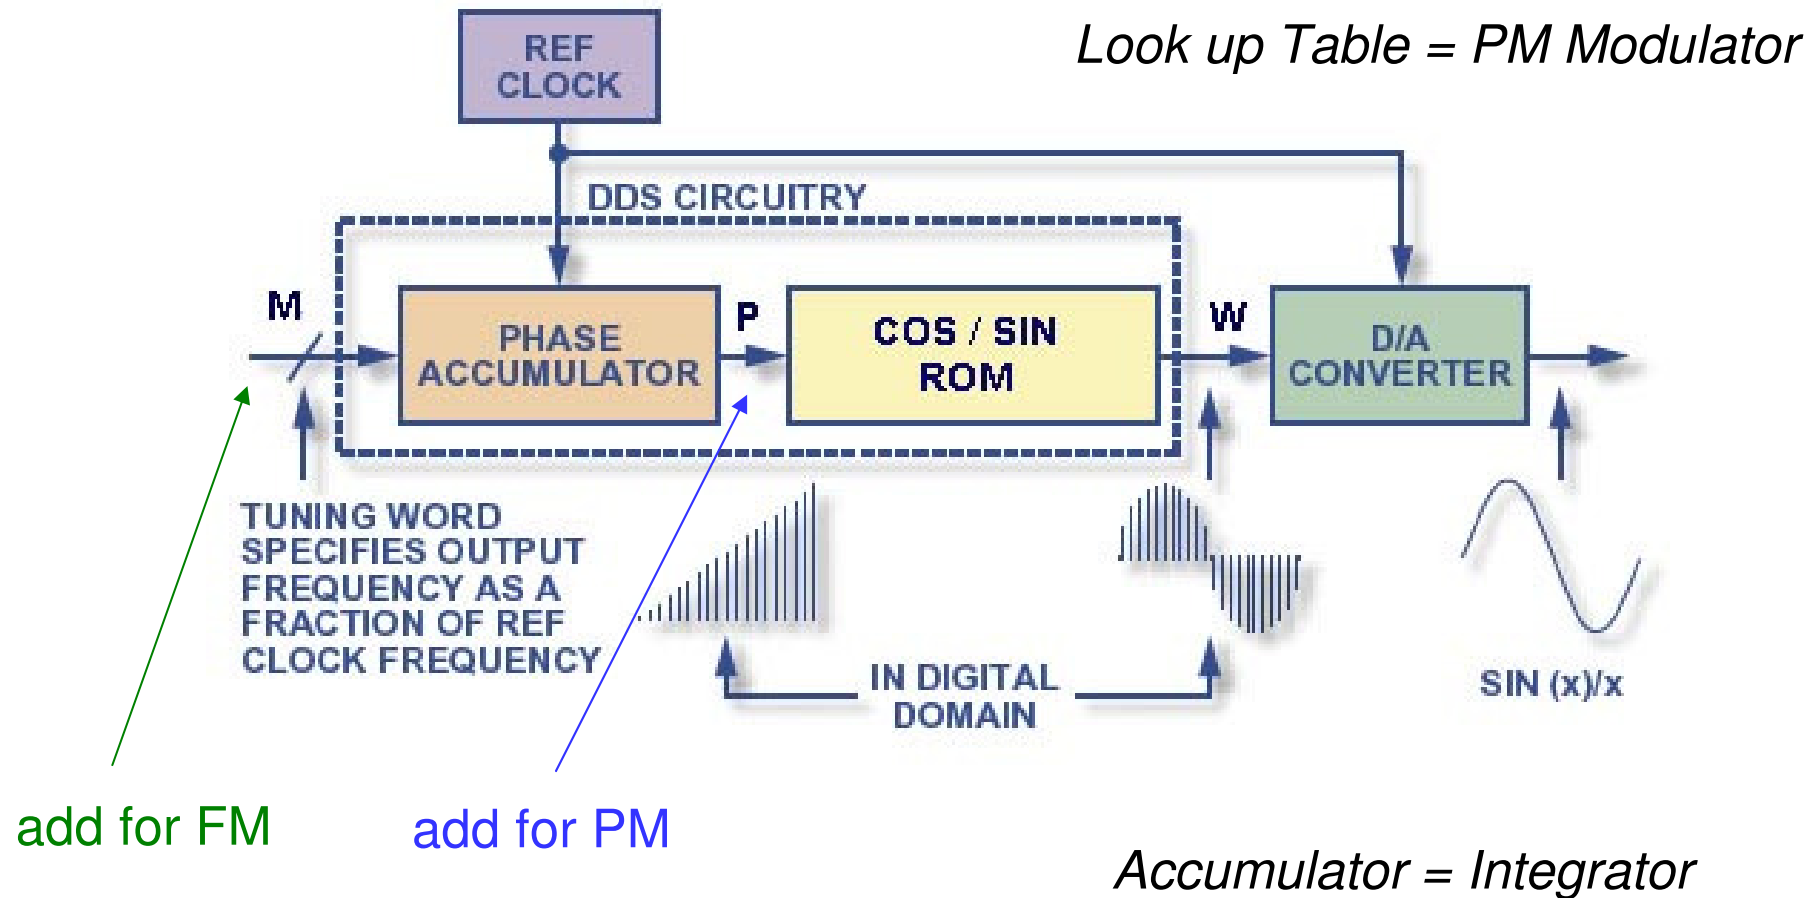 REF
CLOCK
Look up Table = PM Modulator
DDS CIRCUITRY
M
PHASE
ACCUMULATOR
P
COS / SIN
ROM
W
D/A
CONVERTER
TUNING WORD
SPECIFIES OUTPUT
FREQUENCY AS A
FRACTION OF REF
CLOCK FREQUENCY
IN DIGITAL
DOMAIN
SIN (x)/x
add for FM
add for PM
Accumulator = Integrator